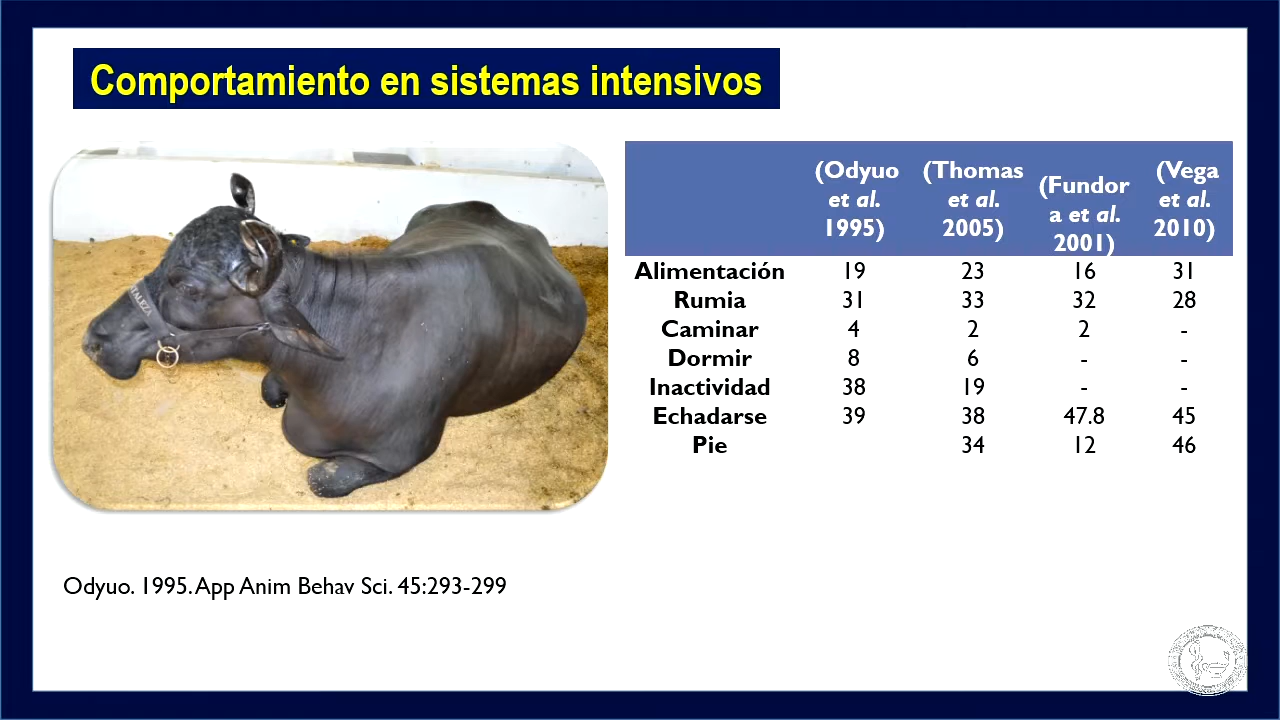 Comportamiento en sistemas intensivos
TALEZA
(Odyuo et al. 1995) (Thomas et al. 2005) (Fundor a et al. 2001) (Vega et al. 2010)
Alimentación 19 23 16 31
Rumia 31 33 32 28
Caminar 4 2 2 -
Dormir 8 6 - -
Inactividad 38 19 - -
Echadarse 39 38 47.8 45
Pie 34 12 46
Odyuo. 1995. App Anim Behav Sci. 45:293-299